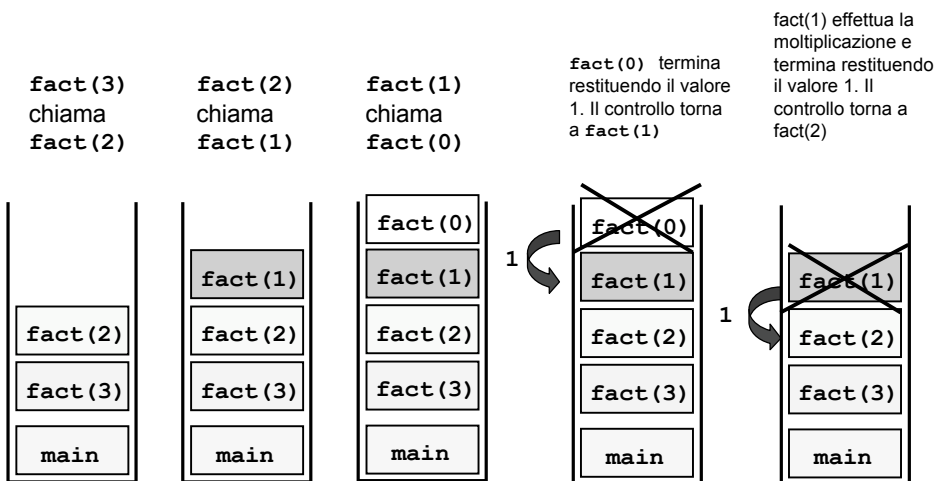 fact(3)
chiama
fact(2)
fact(2)
chiama
fact(1)
fact(1)
chiama
fact(0)
fact(0) termina
restituendo il valore
1. Il controllo torna
a fact(1)
fact(1) effettua la
moltiplicazione e
termina restituendo
il valore 1. Il
controllo torna a
fact(2)
fact(2)
fact(3)
main
fact(1)
fact(2)
fact(3)
main
fact(0)
fact(1)
fact(2)
fact(3)
main
1
fact(0)
fact(1)
fact(2)
fact(3)
main
1
fact(1)
fact(2)
fact(3)
main